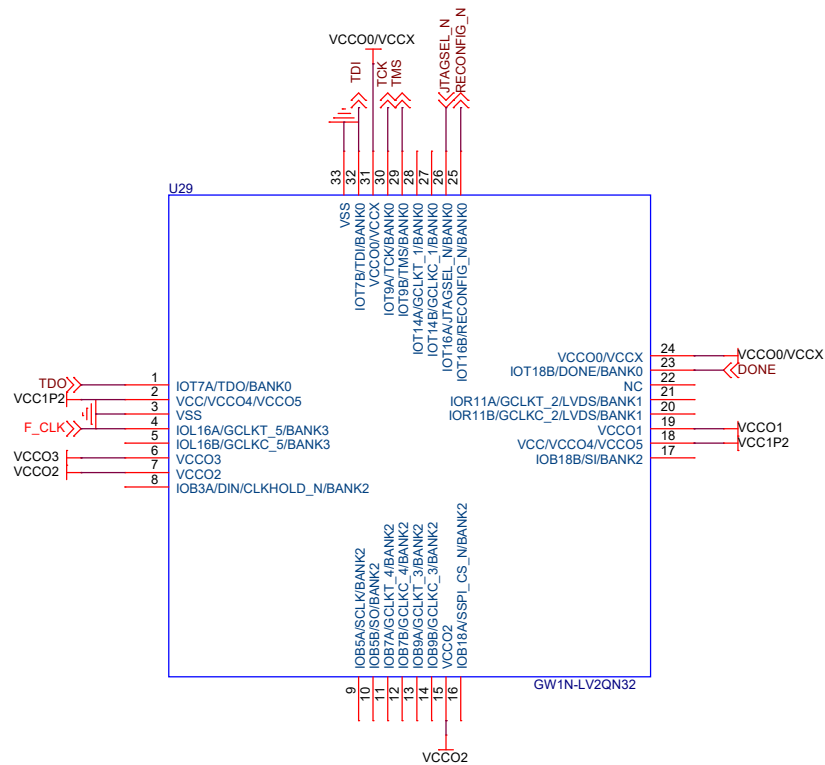 VCCO0/VCCX
TDI
TCK
TMS
JTAGSEL_N
RECONFIG_N
33
32
31
30
29
28
27
26
25
U29
VSS
IOT7B/TDI/BANK0
VCCO0/VCCX
IOT9A/TCK/BANK0
IOT9B/TMS/BANK0
IOT14A/GCLKT_1/BANK0
IOT14B/GCLKC_1/BANK0
IOT16A/JTAGSEL_N/BANK0
IOT16B/RECONFIG_N/BANK0
TDO 1 IOT7A/TDO/BANK0
VCC1P2 2 VCC/VCCO4/VCCO5
3 VSS
F_CLK 4 IOL16A/GCLKT_5/BANK3
5 IOL16B/GCLKC_5/BANK3
VCCO3 6 VCCO3
VCCO2 7 VCCO2
8 IOB3A/DIN/CLKHOLD_N/BANK2
VCCO0/VCCX 24 VCCO0/VCCX
IOT18B/DONE/BANK0 23 DONE
NC 22
IOR11A/GCLKT_2/LVDS/BANK1 21
IOR11B/GCLKC_2/LVDS/BANK1 20
VCCO1 19 VCCO1
VCC/VCCO4/VCCO5 18 VCC1P2
IOB18B/SI/BANK2 17
IOB5A/SCLK/BANK2
IOB5B/SO/BANK2
IOB7A/GCLKT_4/BANK2
IOB7B/GCLKC_4/BANK2
IOB9A/GCLKT_3/BANK2
IOB9B/GCLKC_3/BANK2
VCCO2
IOB18A/SSPI_CS_N/BANK2
GW1N-LV2QN32
9
10
11
12
13
14
15
16
VCCO2